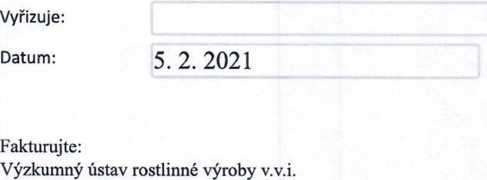 Vyřizuje:
Datum: 5. 2. 2021
Fakturujte:
Výzkumný ústav rostlinné výroby v.v.i.